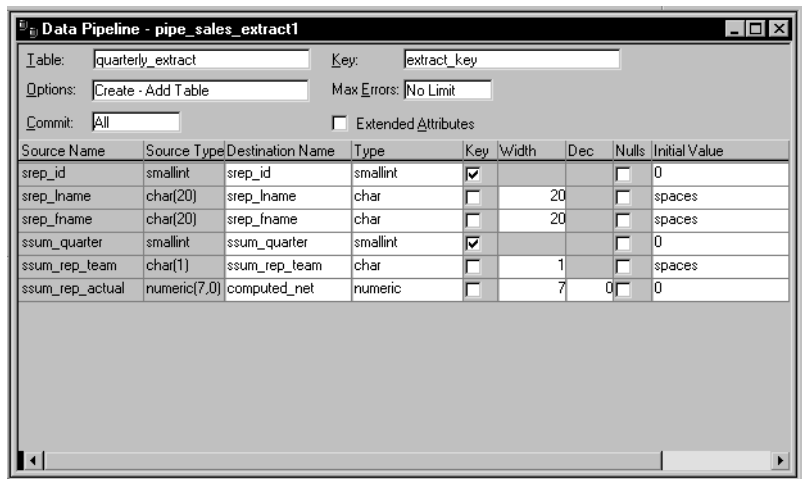 Data Pipeline - pipe_sales_extract1
Table: quarterly_extract Key: extract_key
Options: Create - Add Table Max Errors: No Limit
Commit: All Extended Attributes
Source Name Source Type Destination Name Type Key Width Dec Nulls Initial Value
srep_id smallint srep_id smallint 0
srep_lname char(20) srep_lname char 20 spaces
srep_fname char(20) srep_fname char 20 spaces
ssum_quarter smallint ssum_quarter smallint 0
ssum_rep_team char(1) ssum_rep_team char 1 spaces
ssum_rep_actual numeric(7,0) computed_net numeric 7 0 0